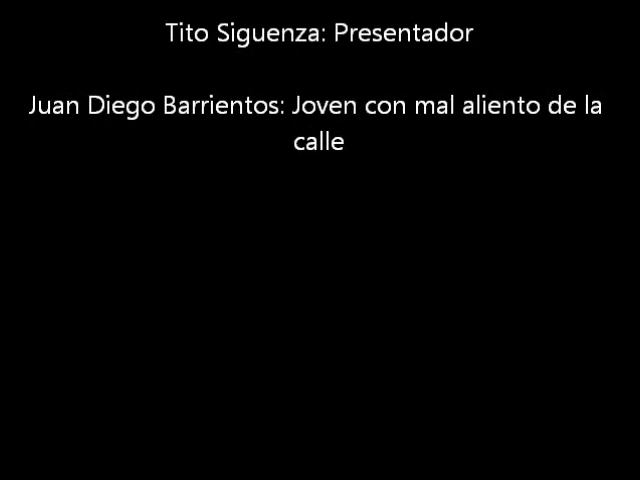 Tito Siguenza: Presentador
Juan Diego Barrientos: Joven con mal aliento de la
calle